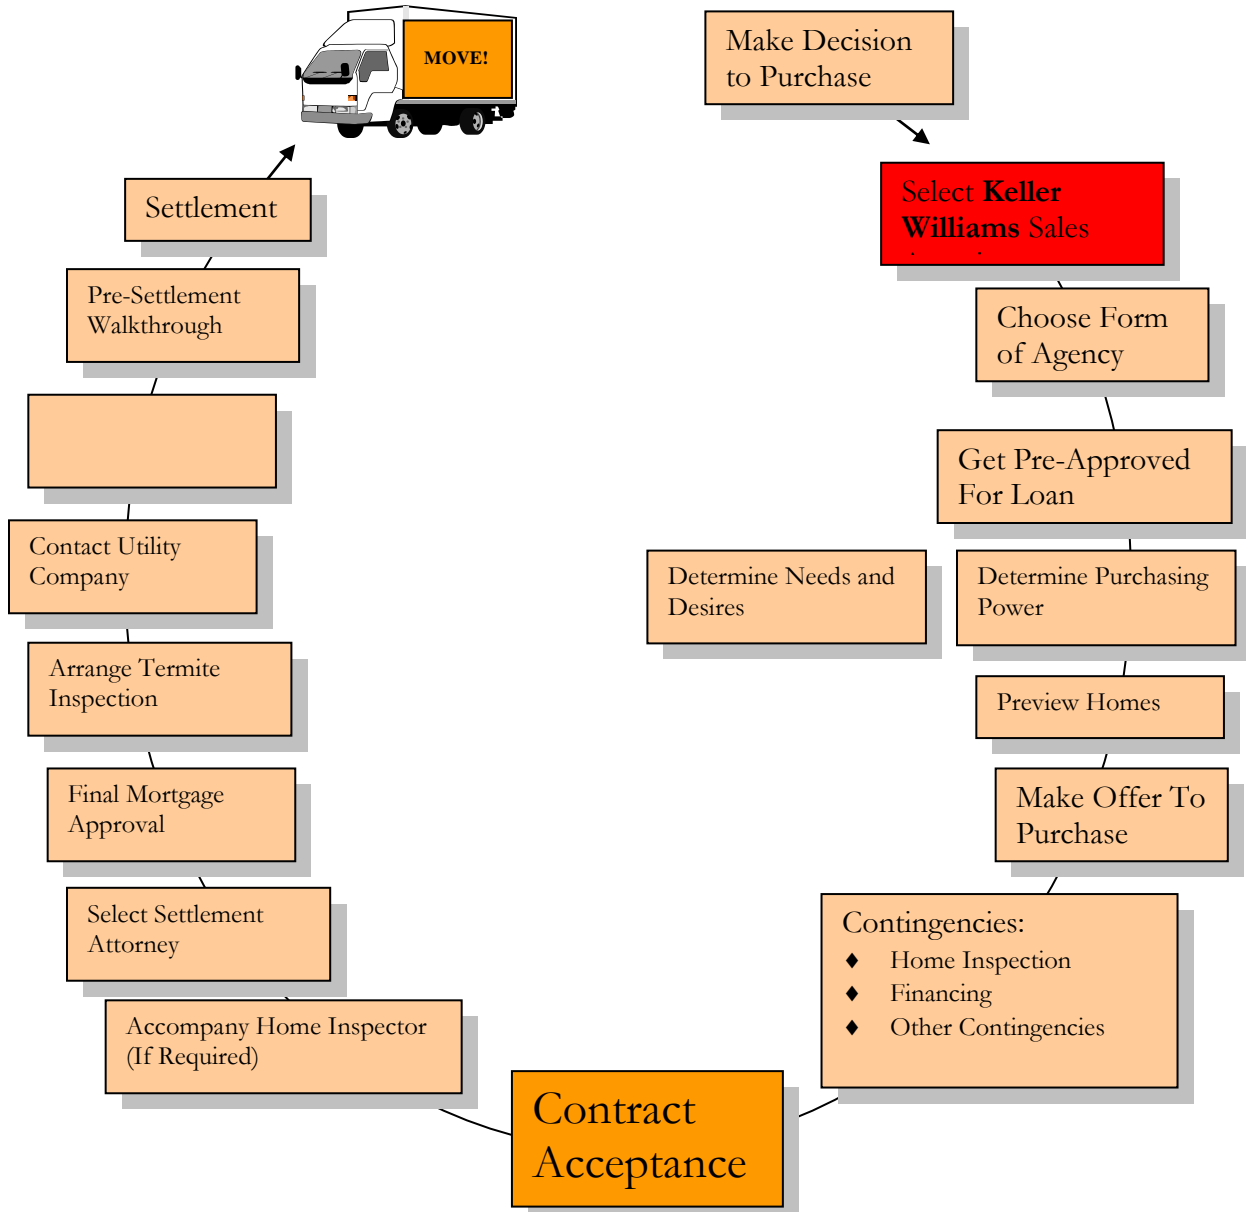 MOVE!
Make Decision
to Purchase
Select Keller
Williams Sales
Choose Form
of Agency
Get Pre-Approved
For Loan
Determine Needs and
Desires
Determine Purchasing
Power
Preview Homes
Make Offer To
Purchase
Contingencies:
♦ Home Inspection
♦ Financing
♦ Other Contingencies
Contract
Acceptance
Accompany Home Inspector
(If Required)
Select Settlement
Attorney
Final Mortgage
Approval
Arrange Termite
Inspection
Contact Utility
Company
Pre-Settlement
Walkthrough
Settlement